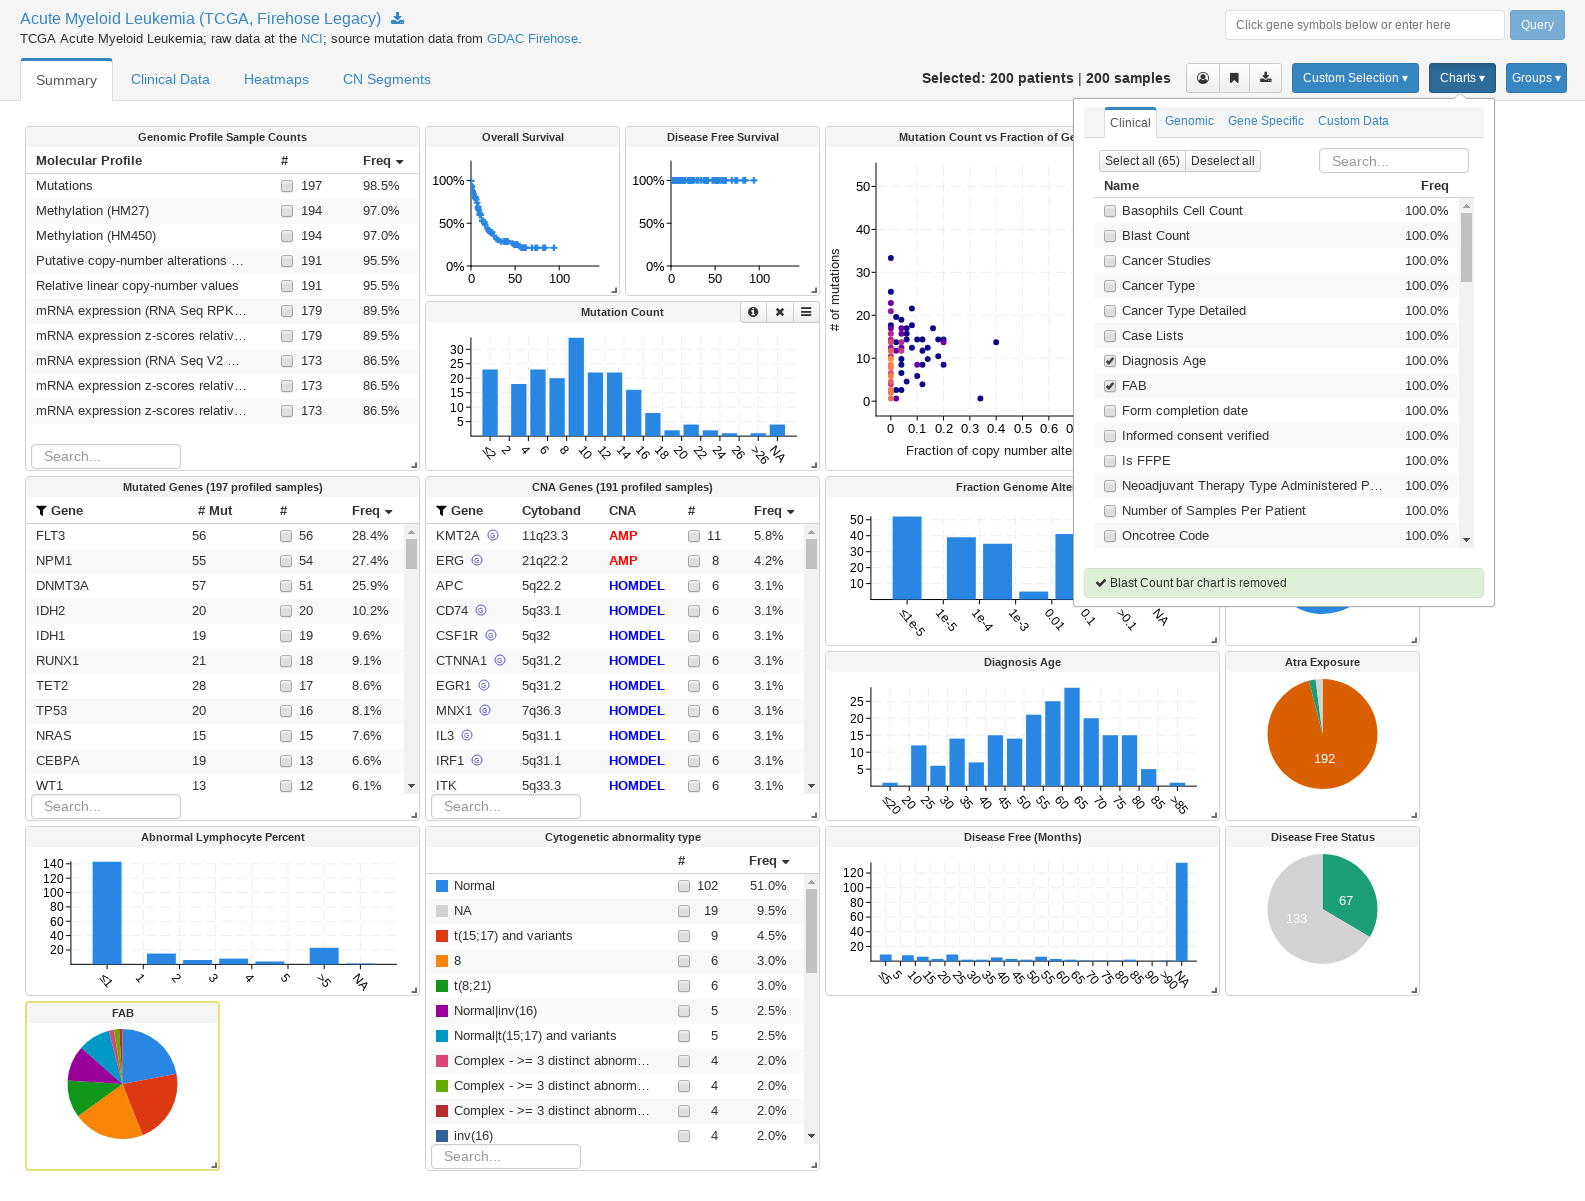 Acute Myeloid Leukemia (TCGA, Firehose Legacy)
TCGA Acute Myeloid Leukemia; raw data at the NCI; source mutation data from GDAC Firehose.
Click gene symbols below or enter here
Query
Summary
Clinical Data
Heatmaps
CN Segments
Selected: 200 patients | 200 samples
Custom Selection ▾
Charts ▾
Groups ▾
Genomic Profile Sample Counts
Molecular Profile # Freq
Mutations 197 98.5%
Methylation (HM27) 194 97.0%
Methylation (HM450) 194 97.0%
Putative copy-number alterations … 191 95.5%
Relative linear copy-number values 191 95.5%
mRNA expression (RNA Seq RPK… 179 89.5%
mRNA expression z-scores relativ… 179 89.5%
mRNA expression (RNA Seq V2 … 173 86.5%
mRNA expression z-scores relativ… 173 86.5%
mRNA expression z-scores relativ… 173 86.5%
Search...
Overall Survival
100%
50%
0%
0 50 100
Disease Free Survival
100%
50%
0%
0 50 100
Mutation Count
30
25
20
15
10
5
≤2 2 4 6 8 10 12 14 16 18 20 22 24 26 >26 NA
Mutation Count vs Fraction of Ge
# of mutations
50
40
30
20
10
0
0 0.1 0.2 0.3 0.4 0.5 0.6 0
Fraction of copy number alte
Clinical
Genomic
Gene Specific
Custom Data
Select all (65) Deselect all
Search...
Name Freq
Basophils Cell Count 100.0%
Blast Count 100.0%
Cancer Studies 100.0%
Cancer Type 100.0%
Cancer Type Detailed 100.0%
Case Lists 100.0%
Diagnosis Age 100.0%
FAB 100.0%
Form completion date 100.0%
Informed consent verified 100.0%
Is FFPE 100.0%
Neoadjuvant Therapy Type Administered P… 100.0%
Number of Samples Per Patient 100.0%
Oncotree Code 100.0%
Blast Count bar chart is removed
Mutated Genes (197 profiled samples)
Gene # Mut # Freq
FLT3 56 56 28.4%
NPM1 55 54 27.4%
DNMT3A 57 51 25.9%
IDH2 20 20 10.2%
IDH1 19 19 9.6%
RUNX1 21 18 9.1%
TET2 28 17 8.6%
TP53 20 16 8.1%
NRAS 15 15 7.6%
CEBPA 19 13 6.6%
WT1 13 12 6.1%
Search...
CNA Genes (191 profiled samples)
Gene Cytoband CNA # Freq
KMT2A G 11q23.3 AMP 11 5.8%
ERG G 21q22.2 AMP 8 4.2%
APC 5q22.2 HOMDEL 6 3.1%
CD74 G 5q33.1 HOMDEL 6 3.1%
CSF1R G 5q32 HOMDEL 6 3.1%
CTNNA1 G 5q31.2 HOMDEL 6 3.1%
EGR1 G 5q31.2 HOMDEL 6 3.1%
MNX1 G 7q36.3 HOMDEL 6 3.1%
IL3 G 5q31.1 HOMDEL 6 3.1%
IRF1 G 5q31.1 HOMDEL 6 3.1%
ITK 5q33.3 HOMDEL 6 3.1%
Search...
Fraction Genome Alte
50
40
30
20
10
≤1e-5 1e-5 1e-4 1e-3 0.01 0.1 >0.1 NA
Diagnosis Age
25
20
15
10
5
≤20 20 25 30 35 40 45 50 55 60 65 70 75 80 85 >85
Atra Exposure
192
Abnormal Lymphocyte Percent
140
120
100
80
60
40
20
≤1 1 2 3 4 5 >5 NA
Cytogenetic abnormality type
# Freq
Normal 102 51.0%
NA 19 9.5%
t(15;17) and variants 9 4.5%
8 6 3.0%
t(8;21) 6 3.0%
Normal|inv(16) 5 2.5%
Normal|t(15;17) and variants 5 2.5%
Complex - >= 3 distinct abnorm… 4 2.0%
Complex - >= 3 distinct abnorm… 4 2.0%
Complex - >= 3 distinct abnorm… 4 2.0%
inv(16) 4 2.0%
Search...
Disease Free (Months)
120
100
80
60
40
20
≤5 5 10 15 20 25 30 35 40 45 50 55 60 65 70 75 80 85 90 >90 NA
Disease Free Status
67
133
FAB